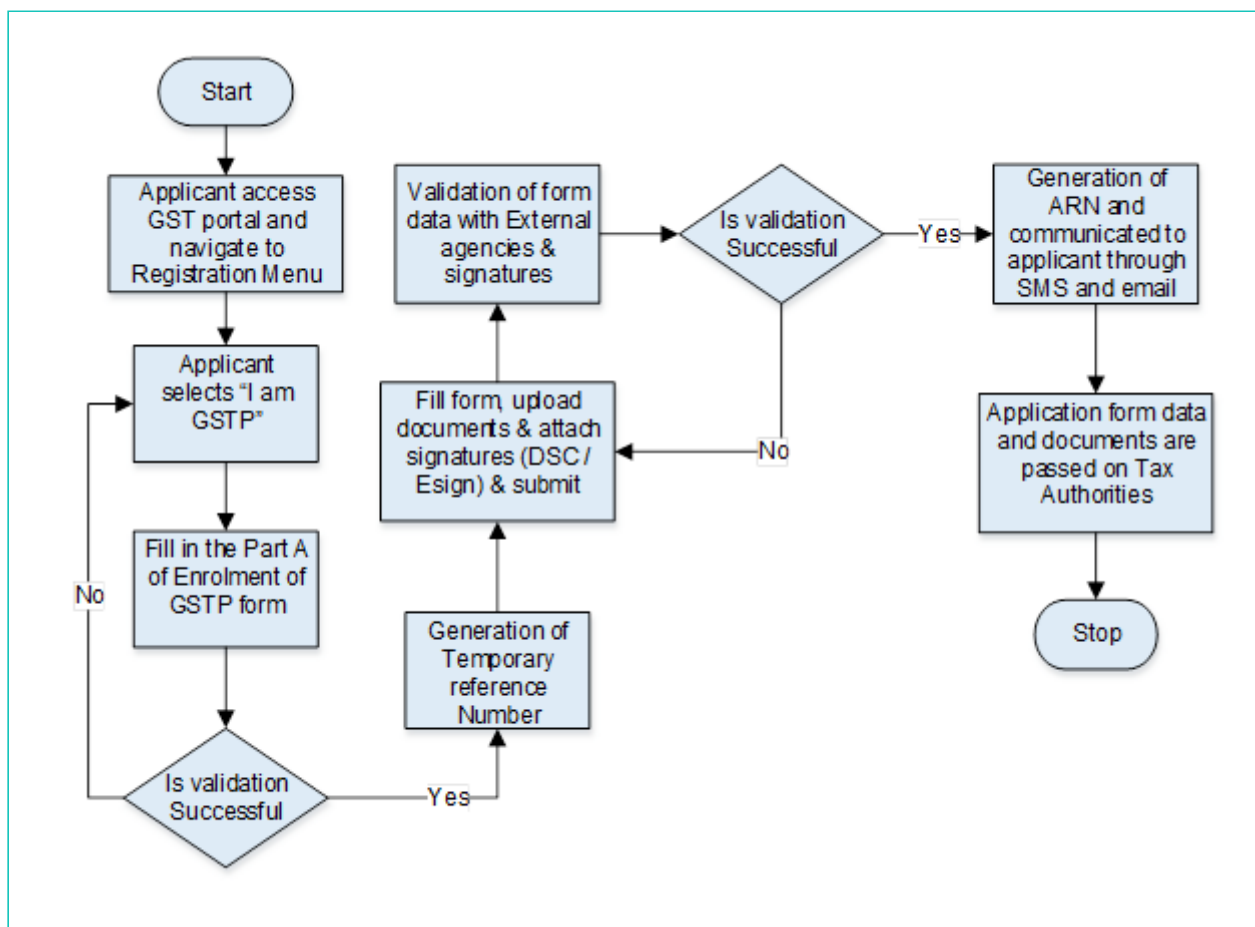 Start
Applicant access
GST portal and
navigate to
Registration Menu
Applicant
selects “I am
GSTP”
Fill in the Part A
of Enrolment of
GSTP form
No
Is validation
Successful
Yes
Generation of
Temporary
reference
Number
Fill form, upload
documents & attach
signatures (DSC /
Esign) & submit
Validation of form
data with External
agencies &
signatures
Is validation
Successful
No
Yes
Generation of
ARN and
communicated to
applicant through
SMS and email
Application form data
and documents are
passed on Tax
Authorities
Stop